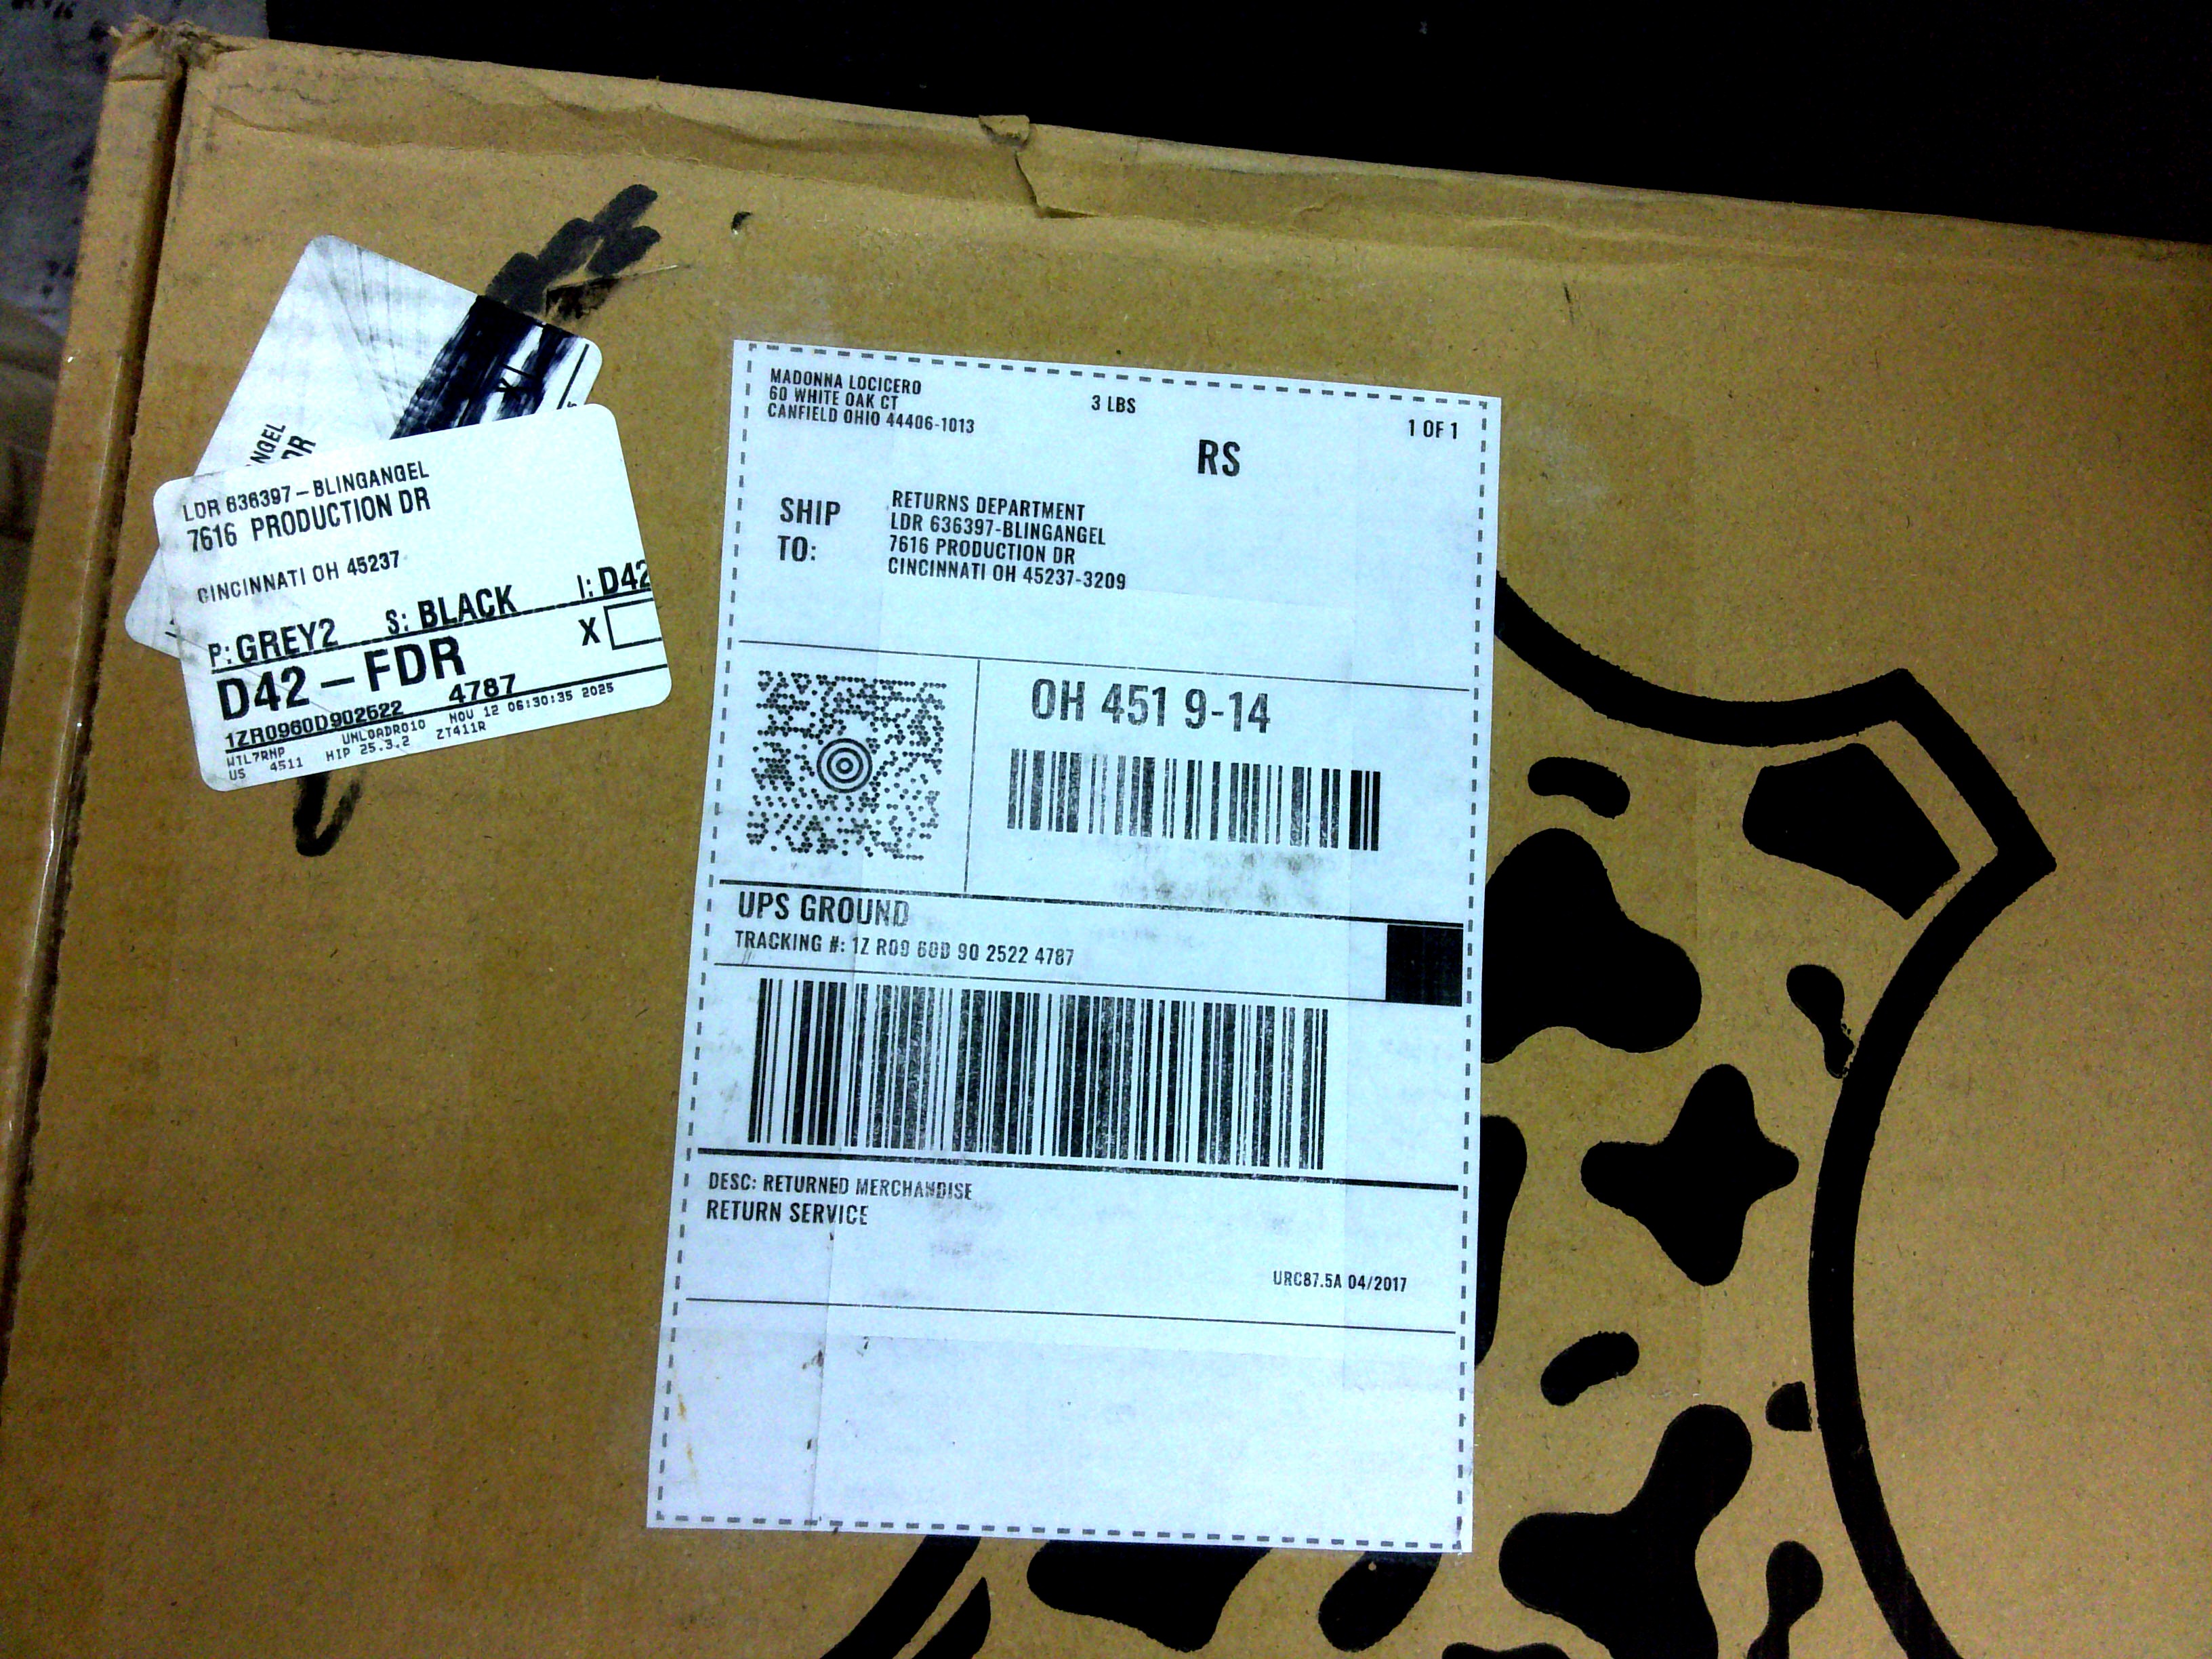 NGEL
DR
LDR 636397-BLINGANGEL
7616 PRODUCTION DR
CINCINNATI OH 45237
P: GREY2 S: BLACK I: D42
D42-FDR X
1ZR0960D902522 4787
WTL7RNP UNLOADRO10 NOV 12 06:30:35 2025
US 4511 HIP 25.3.2 ZT411R
MADONNA LOCICERO
60 WHITE OAK CT
CANFIELD OHIO 44406-1013
3 LBS
1 OF 1
RS
SHIP TO:
RETURNS DEPARTMENT
LDR 636397-BLINGANGEL
7616 PRODUCTION DR
CINCINNATI OH 45237-3209
OH 451 9-14
UPS GROUND
TRACKING #: 1Z R09 60D 90 2522 4787
DESC: RETURNED MERCHANDISE
RETURN SERVICE
URC87.5A 04/2017